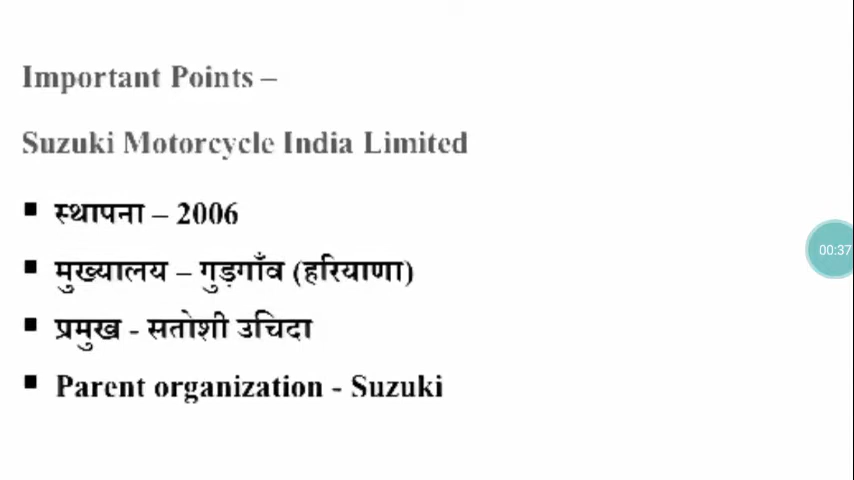 Important Points –
Suzuki Motorcycle India Limited
▪ स्थापना – 2006
▪ मुख्यालय – गुड़गाँव (हरियाणा)
▪ प्रमुख - सतोशी उचिदा
▪ Parent organization - Suzuki
00:37